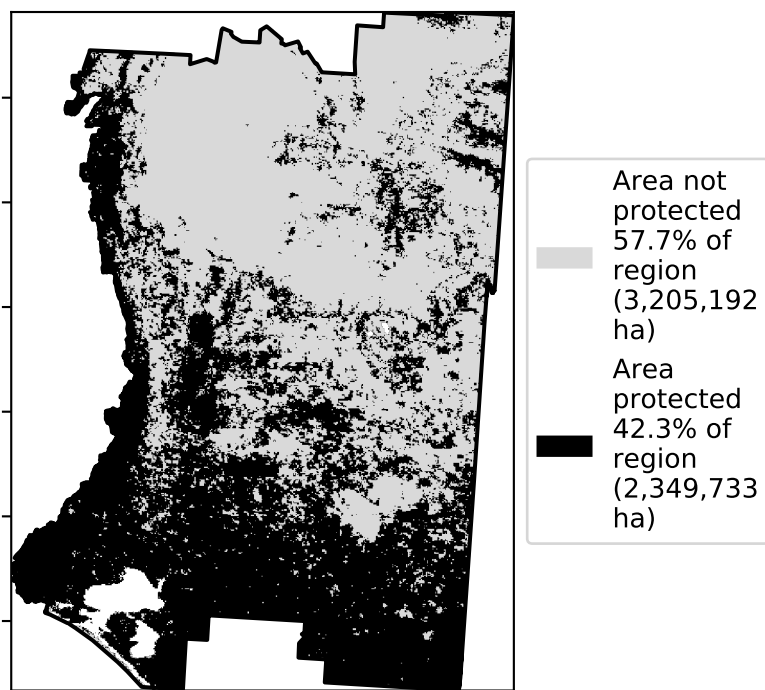 Area not
protected
57.7% of
region
(3,205,192
ha)
Area
protected
42.3% of
region
(2,349,733
ha)